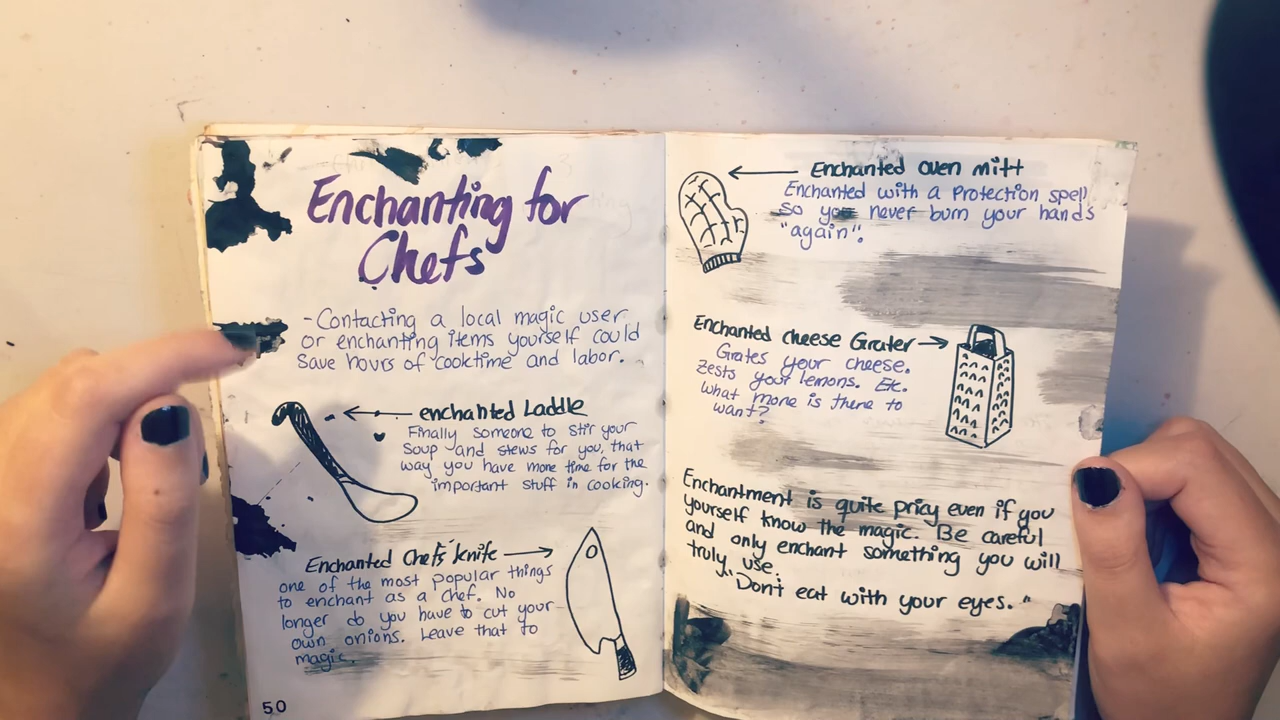 Enchanting for
Chefs
- Contacting a local magic user
or enchanting items yourself could
save hours of cooktime and labor.
enchanted Laddle
Finally someone to stir your
soup and stews for you, that
way you have more time for the
important stuff in cooking.
Enchanted Chefs' knife
one of the most popular things
to enchant as a chef. No
longer do you have to cut your
own onions. Leave that to
magic.
50
Enchanted oven mitt
Enchanted with a protection spell,
so you never burn your hands
"again".
Enchanted cheese Grater
Grates your cheese.
Zests your lemons. Etc.
what more is there to
want?
Enchantment is quite pricy even if you
yourself know the magic. Be careful
and only enchant something you will
truly use.
"Don't eat with your eyes."